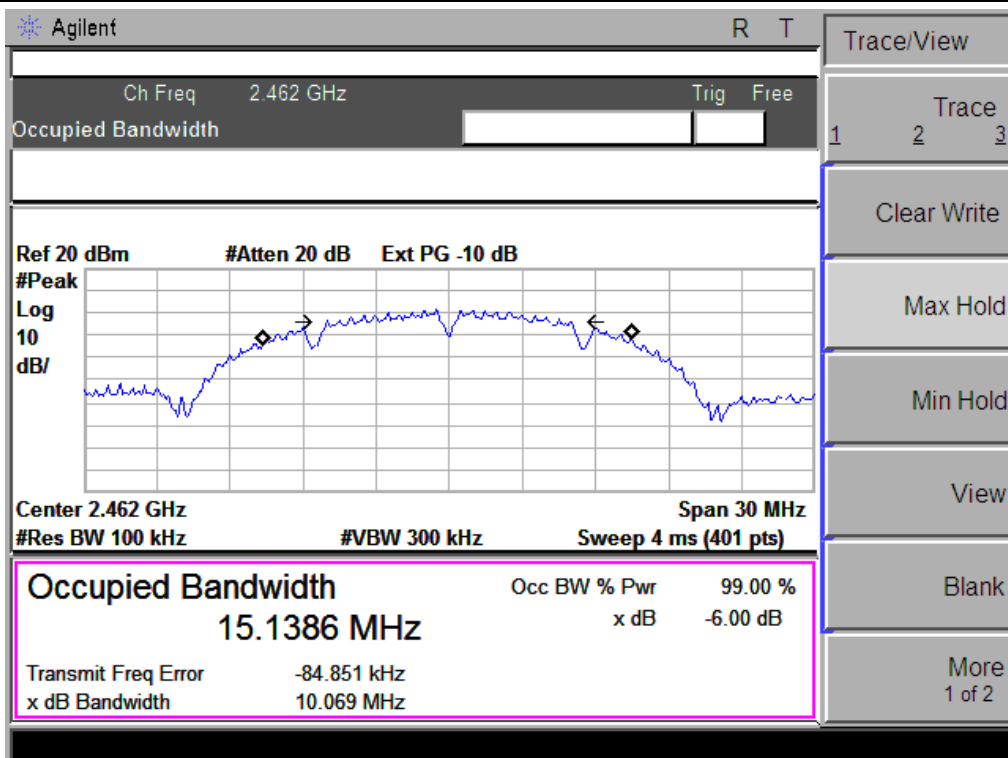 Agilent R T
Trace/View
Ch Freq 2.462 GHz Trig Free
Occupied Bandwidth
Trace
1 2 3
Clear Write
Max Hold
Min Hold
View
Blank
More
1 of 2
Ref 20 dBm #Atten 20 dB Ext PG -10 dB
#Peak
Log
10
dB/
Center 2.462 GHz Span 30 MHz
#Res BW 100 kHz #VBW 300 kHz Sweep 4 ms (401 pts)
Occupied Bandwidth Occ BW % Pwr 99.00 %
15.1386 MHz x dB -6.00 dB
Transmit Freq Error -84.851 kHz
x dB Bandwidth 10.069 MHz